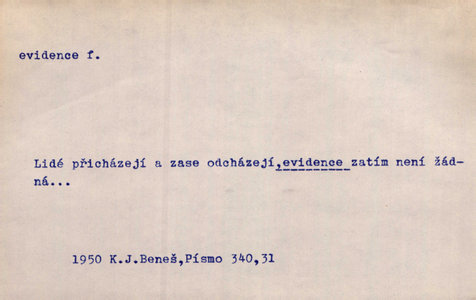 evidence f.
Lidé přicházejí a zase odcházejí,evidence zatím není žád-
ná...
1950 K.J.Beneš,Písmo 340,31